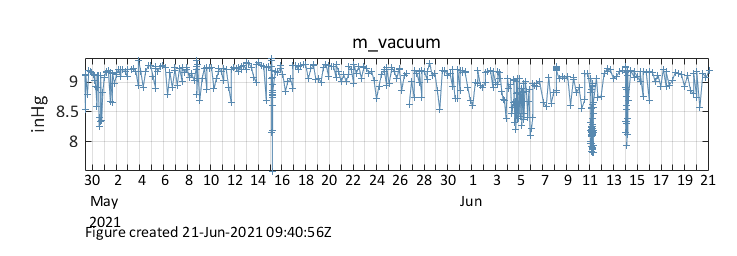 m_vacuum
inHg
9
8.5
8
30 2 4 6 8 10 12 14 16 18 20 22 24 26 28 30 1 3 5 7 9 11 13 15 17 19 21
May Jun
2021
Figure created 21-Jun-2021 09:40:56Z